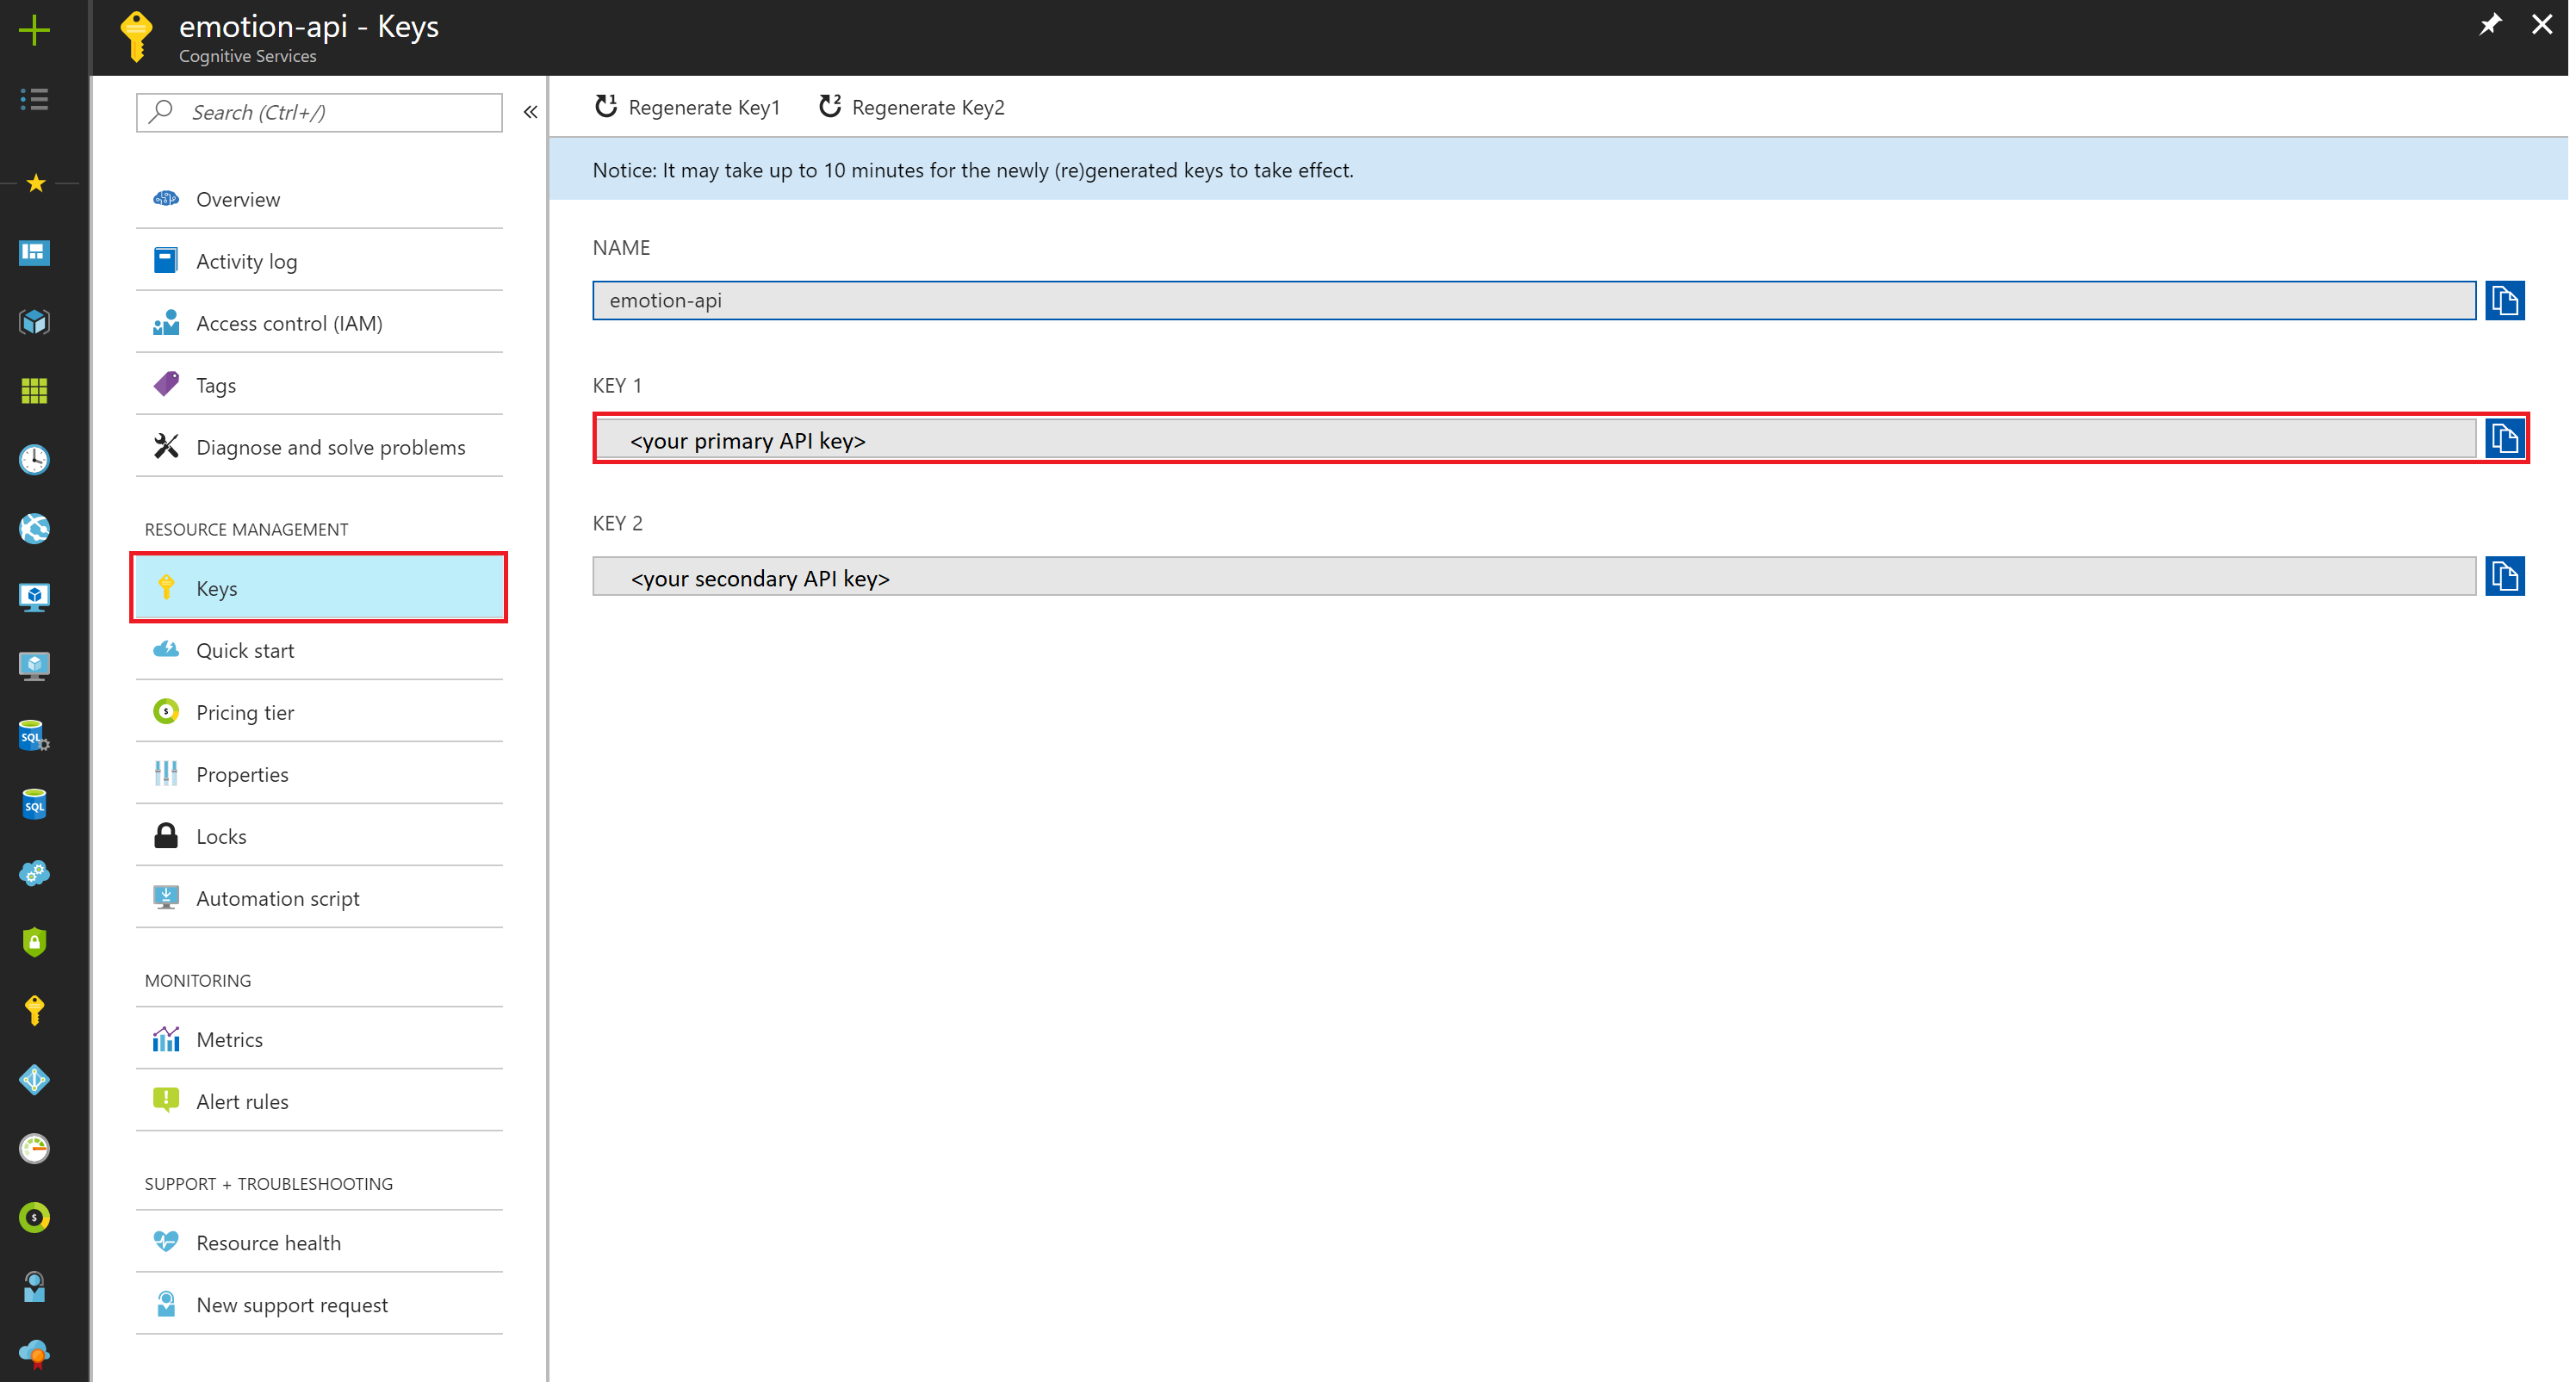 emotion-api - Keys
Cognitive Services
Search (Ctrl+/)
Overview
Activity log
Access control (IAM)
Tags
Diagnose and solve problems
RESOURCE MANAGEMENT
Keys
Quick start
Pricing tier
Properties
Locks
Automation script
MONITORING
Metrics
Alert rules
SUPPORT + TROUBLESHOOTING
Resource health
New support request
1 Regenerate Key1 2 Regenerate Key2
Notice: It may take up to 10 minutes for the newly (re)generated keys to take effect.
NAME
emotion-api
KEY 1
<your primary API key>
KEY 2
<your secondary API key>
SQL
SQL